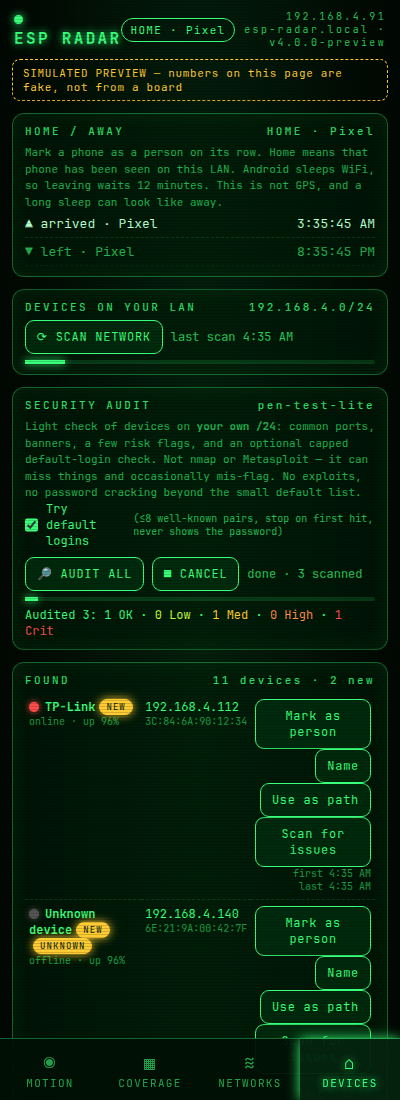 ESP RADAR
HOME · Pixel
192.168.4.91
esp-radar.local ·
v4.0.0-preview
SIMULATED PREVIEW — numbers on this page are
fake, not from a board
HOME / AWAY
HOME · Pixel
Mark a phone as a person on its row. Home means that
phone has been seen on this LAN. Android sleeps WiFi,
so leaving waits 12 minutes. This is not GPS, and a
long sleep can look like away.
▲ arrived · Pixel
3:35:45 AM
▼ left · Pixel
8:35:45 PM
DEVICES ON YOUR LAN
192.168.4.0/24
⟳ SCAN NETWORK
last scan 4:35 AM
SECURITY AUDIT
pen-test-lite
Light check of devices on your own /24: common ports,
banners, a few risk flags, and an optional capped
default-login check. Not nmap or Metasploit — it can
miss things and occasionally mis-flag. No exploits,
no password cracking beyond the small default list.
Try
default
logins
(≤8 well-known pairs, stop on first hit,
never shows the password)
🔎 AUDIT ALL
■ CANCEL
done · 3 scanned
Audited 3: 1 OK · 0 Low · 1 Med · 0 High · 1
Crit
FOUND
11 devices · 2 new
TP-Link NEW
online · up 96%
192.168.4.112
3C:84:6A:90:12:34
Mark as
person
Name
Use as path
Scan for
issues
first 4:35 AM
last 4:35 AM
Unknown
device NEW
UNKNOWN
offline · up 96%
192.168.4.140
6E:21:9A:00:42:7F
Mark as
person
Name
Use as path
MOTION
COVERAGE
NETWORKS
DEVICES